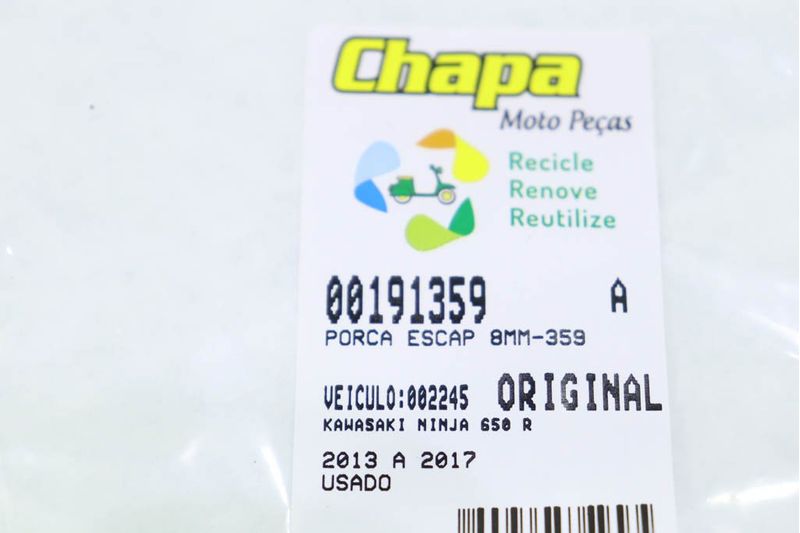 Chapa
Moto Peças
Recicle
Renove
Reutilize
00191359 A
PORCA ESCAP 8MM-359
VEICULO:002245 ORIGINAL
KAWASAKI NINJA 650 R
2013 A 2017
USADO